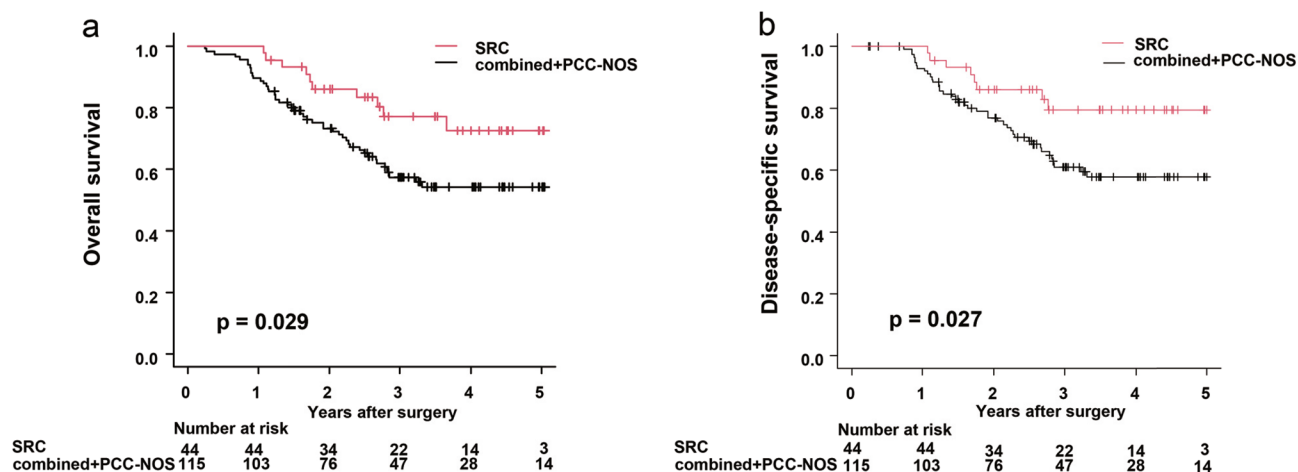 a
SRC
combined+PCC-NOS
Overall survival
1.0
0.8
0.6
0.4
0.2
0.0
p = 0.029
0 1 2 3 4 5
Years after surgery
Number at risk
SRC 44 44 34 22 14 3
combined+PCC-NOS 115 103 76 47 28 14
b
SRC
combined+PCC-NOS
Disease-specific survival
1.0
0.8
0.6
0.4
0.2
0.0
p = 0.027
0 1 2 3 4 5
Years after surgery
Number at risk
SRC 44 44 34 22 14 3
combined+PCC-NOS 115 103 76 47 28 14